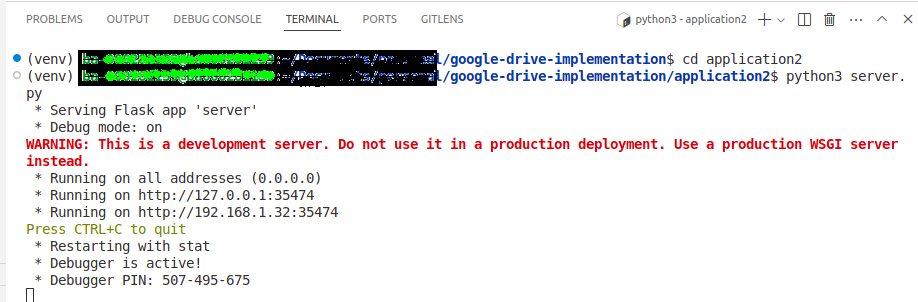 PROBLEMS OUTPUT DEBUG CONSOLE TERMINAL PORTS GITLENS python3 - application2
(venv) /google-drive-implementation$ cd application2
(venv) /google-drive-implementation/application2$ python3 server.
py
* Serving Flask app 'server'
* Debug mode: on
WARNING: This is a development server. Do not use it in a production deployment. Use a production WSGI server
instead.
* Running on all addresses (0.0.0.0)
* Running on http://127.0.0.1:35474
* Running on http://192.168.1.32:35474
Press CTRL+C to quit
* Restarting with stat
* Debugger is active!
* Debugger PIN: 507-495-675